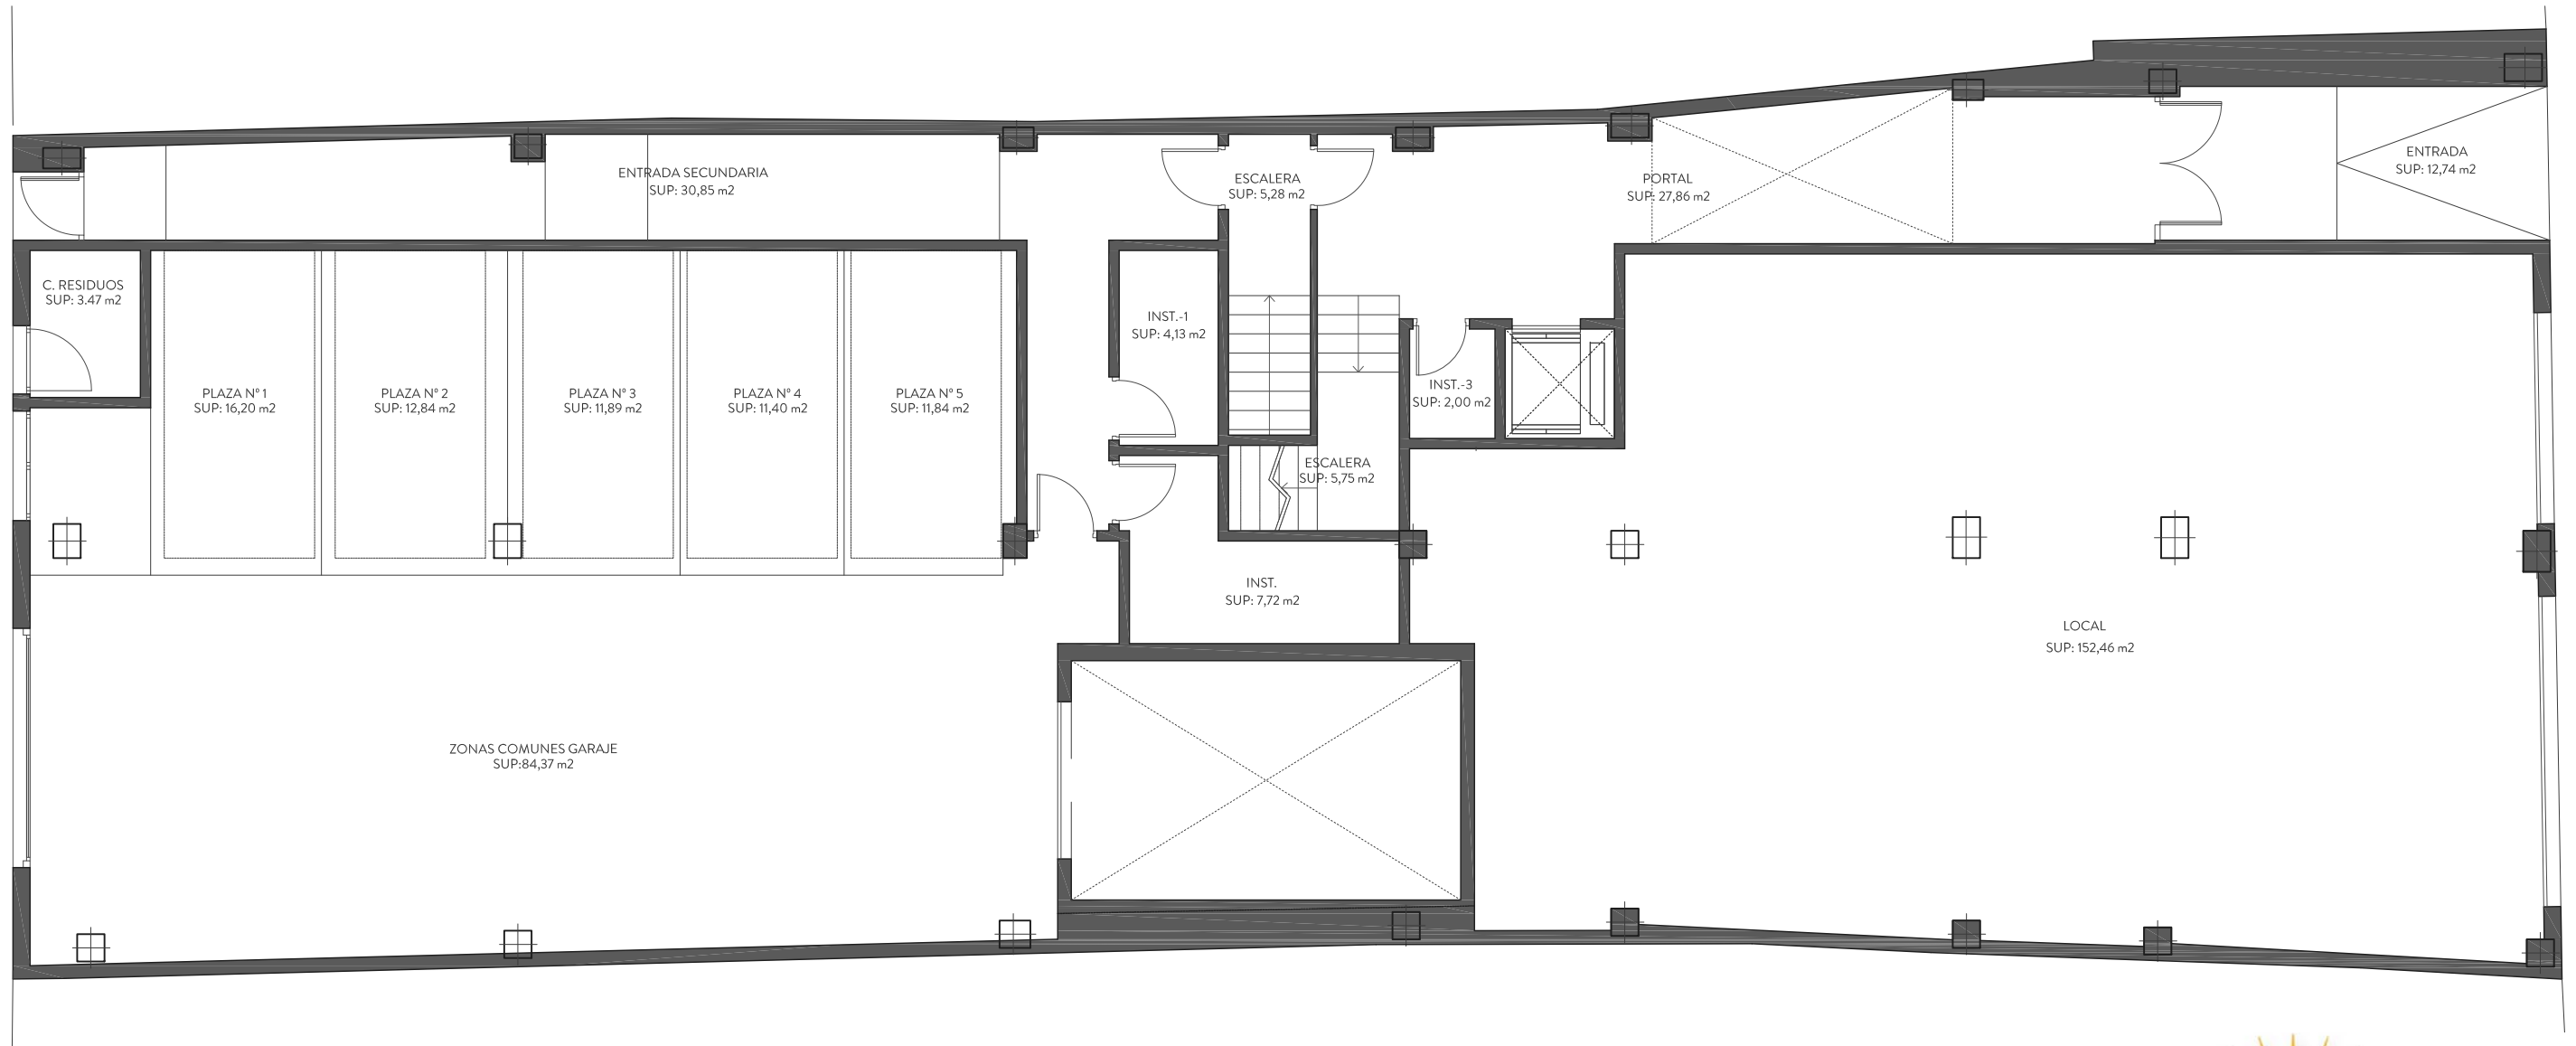 ENTRADA
SUP: 12,74 m2
ENTRADA SECUNDARIA
SUP: 30,85 m2
ESCALERA
SUP: 5,28 m2
PORTAL
SUP: 27,86 m2
C. RESIDUOS
SUP: 3.47 m2
INST.-1
SUP: 4,13 m2
PLAZA Nº 1
SUP: 16,20 m2
PLAZA Nº 2
SUP: 12,84 m2
PLAZA Nº 3
SUP: 11,89 m2
PLAZA Nº 4
SUP: 11,40 m2
PLAZA Nº 5
SUP: 11,84 m2
INST.-3
SUP: 2,00 m2
ESCALERA
SUP: 5,75 m2
INST.
SUP: 7,72 m2
LOCAL
SUP: 152,46 m2
ZONAS COMUNES GARAJE
SUP:84,37 m2